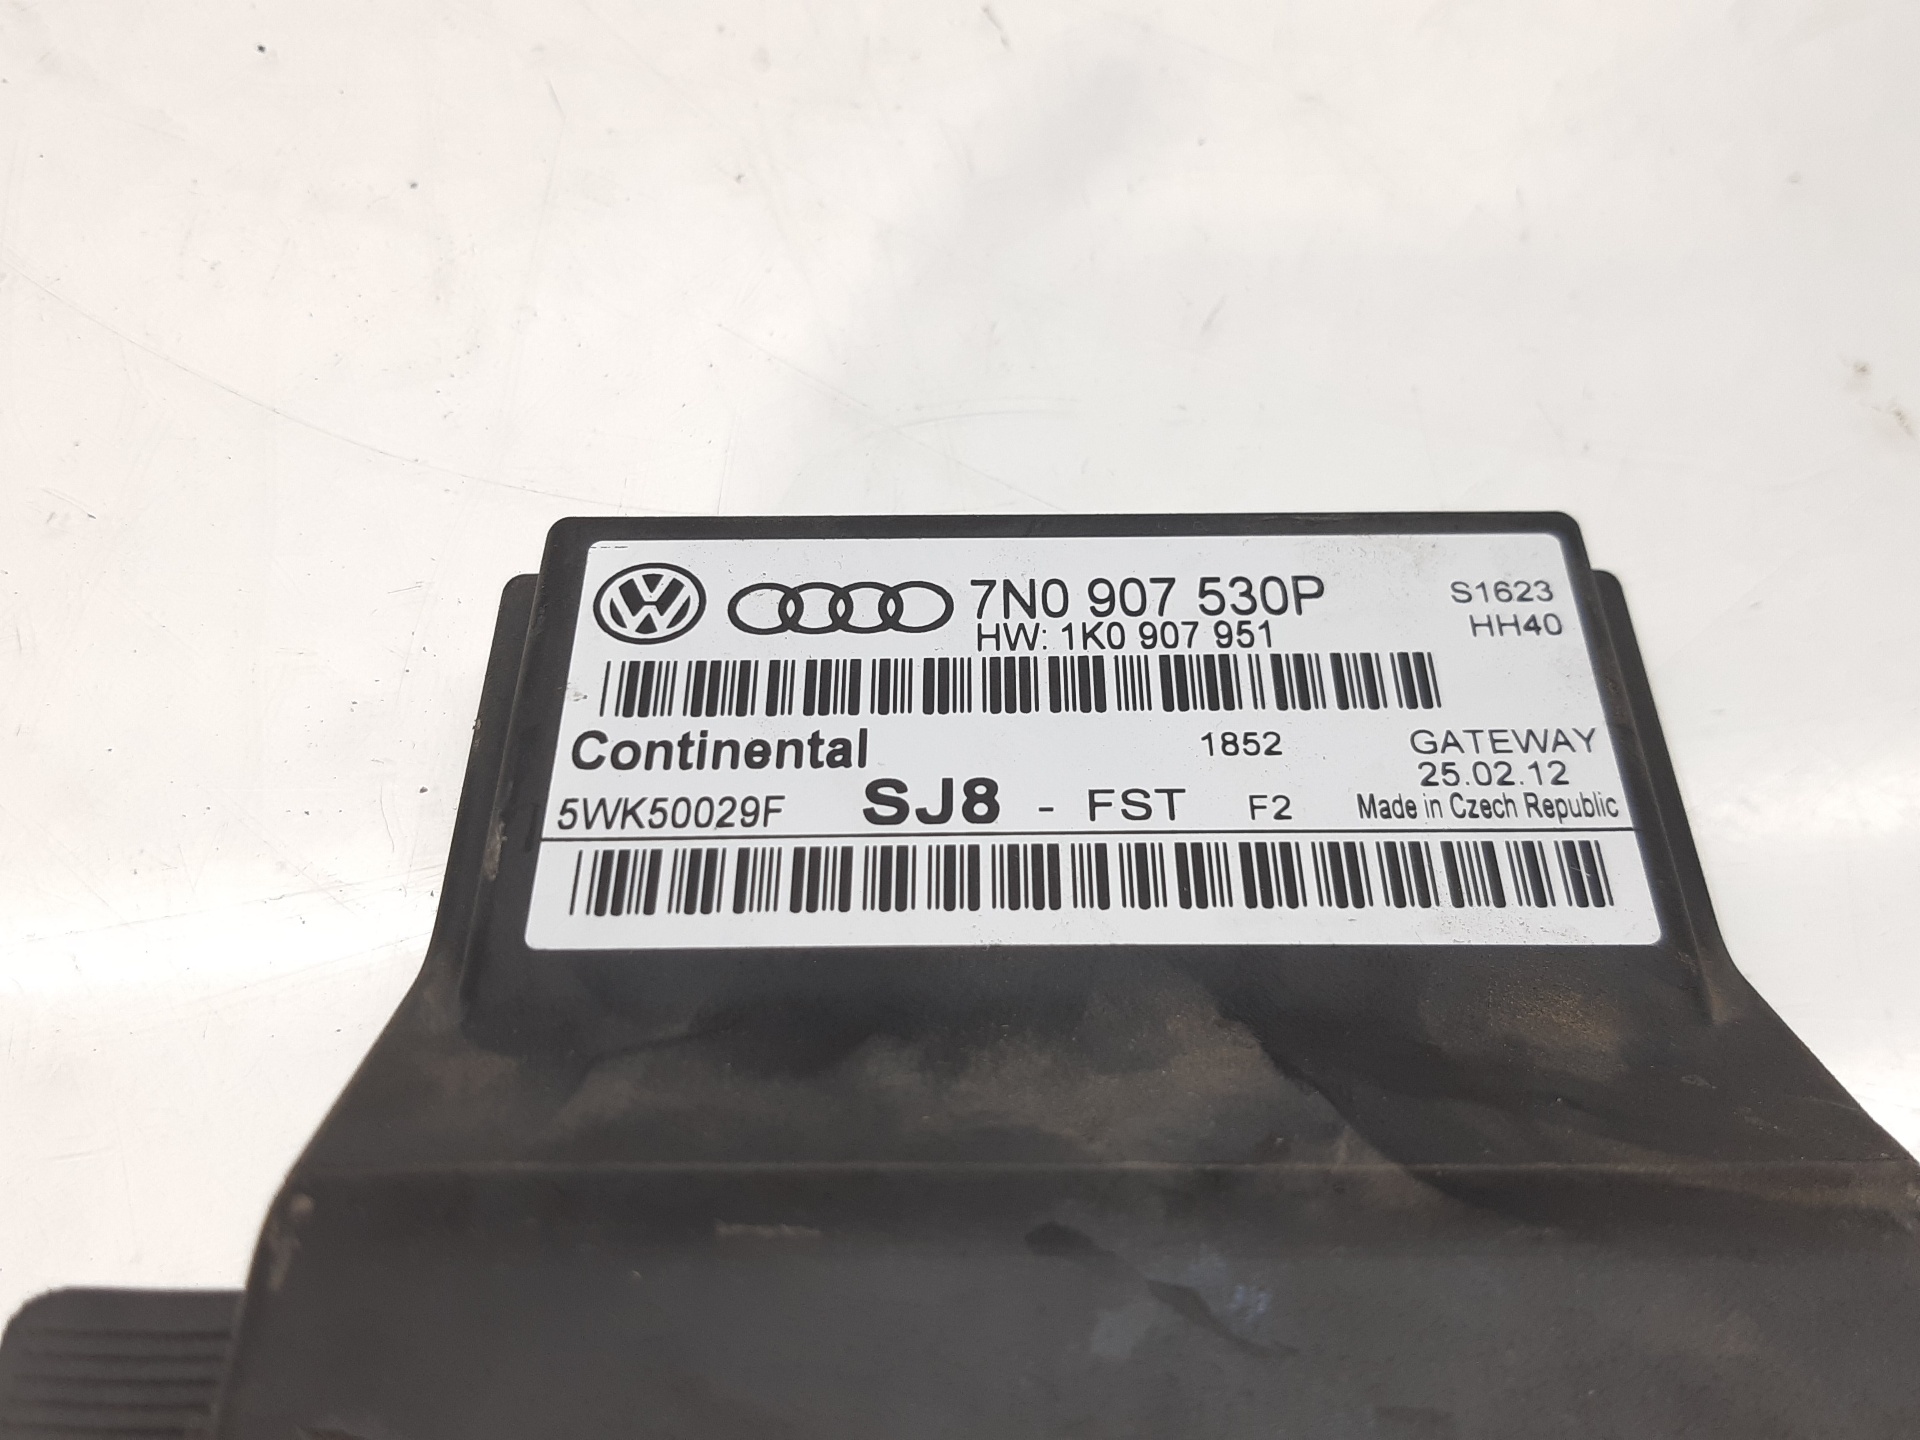 7N0 907 530P S1623
HW: 1K0 907 951 HH40
Continental 1852 GATEWAY
25.02.12
5WK50029F SJ8 - FST F2 Made in Czech Republic